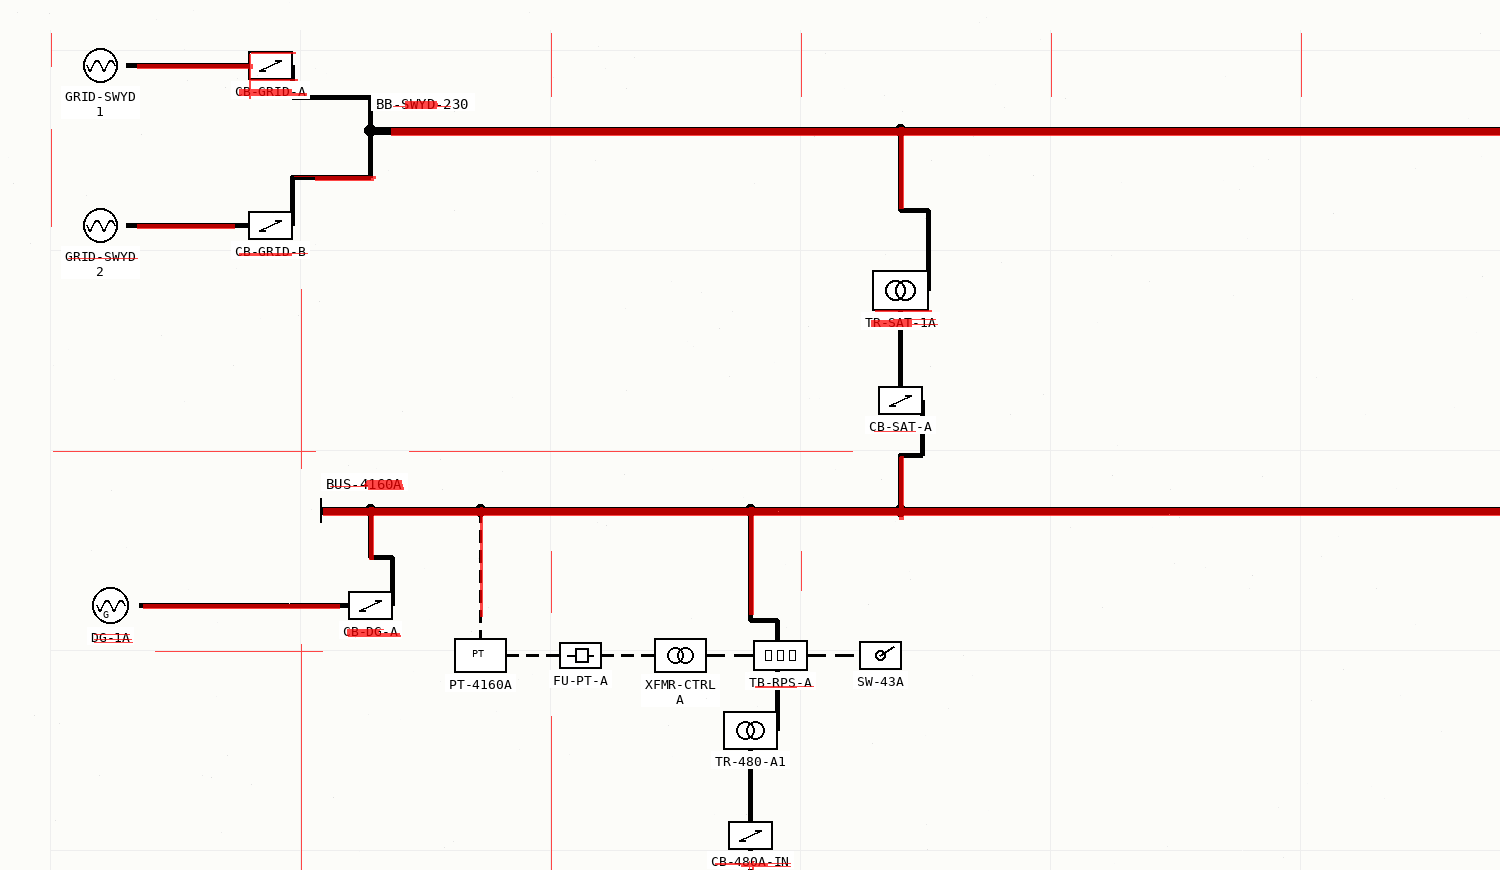 CB-GRID-A
GRID-SWYD
1
BB-SWYD-230
CB-GRID-B
GRID-SWYD
2
TR-SAT-1A
CB-SAT-A
BUS-4160A
G
DG-1A
CB-DG-A
PT
PT-4160A
FU-PT-A
XFMR-CTRL
A
TB-RPS-A
SW-43A
TR-480-A1
CB-480A-IN